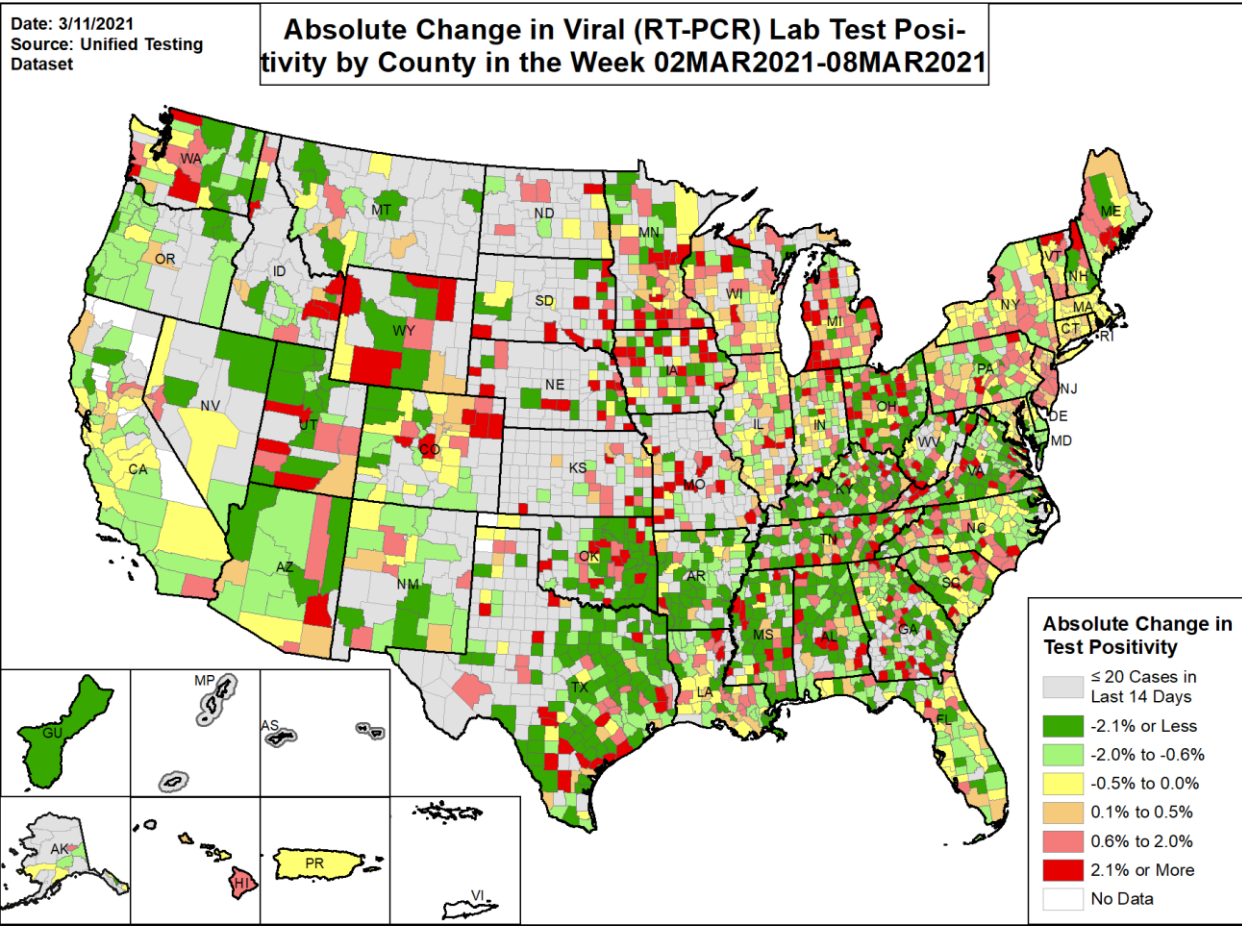 Date: 3/11/2021
Source: Unified Testing
Dataset
Absolute Change in Viral (RT-PCR) Lab Test Posi-
tivity by County in the Week 02MAR2021-08MAR2021
WA
MT
ND
MN
ME
OR
ID
SD
WI
VT
NH
NY
MA
CT
RI
WY
MI
IA
PA
NJ
NE
NV
UT
CO
IL
IN
OH
DE
MD
WV
CA
KS
MO
KY
VA
AZ
NM
OK
AR
TN
NC
SC
MS
AL
GA
TX
LA
FL
GU
MP
AS
AK
HI
PR
VI
Absolute Change in
Test Positivity
≤ 20 Cases in
Last 14 Days
-2.1% or Less
-2.0% to -0.6%
-0.5% to 0.0%
0.1% to 0.5%
0.6% to 2.0%
2.1% or More
No Data